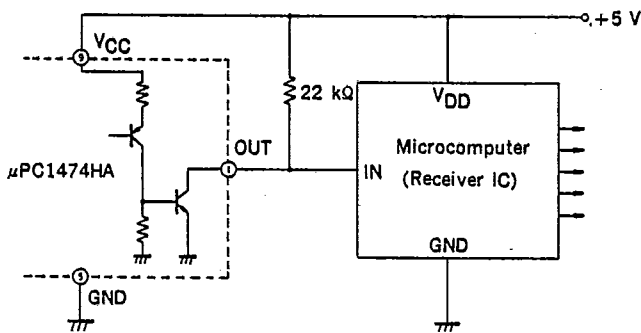 +5 V
9
VCC
22 kΩ
VDD
OUT
1
Microcomputer
(Receiver IC)
IN
μPC1474HA
GND
5
GND